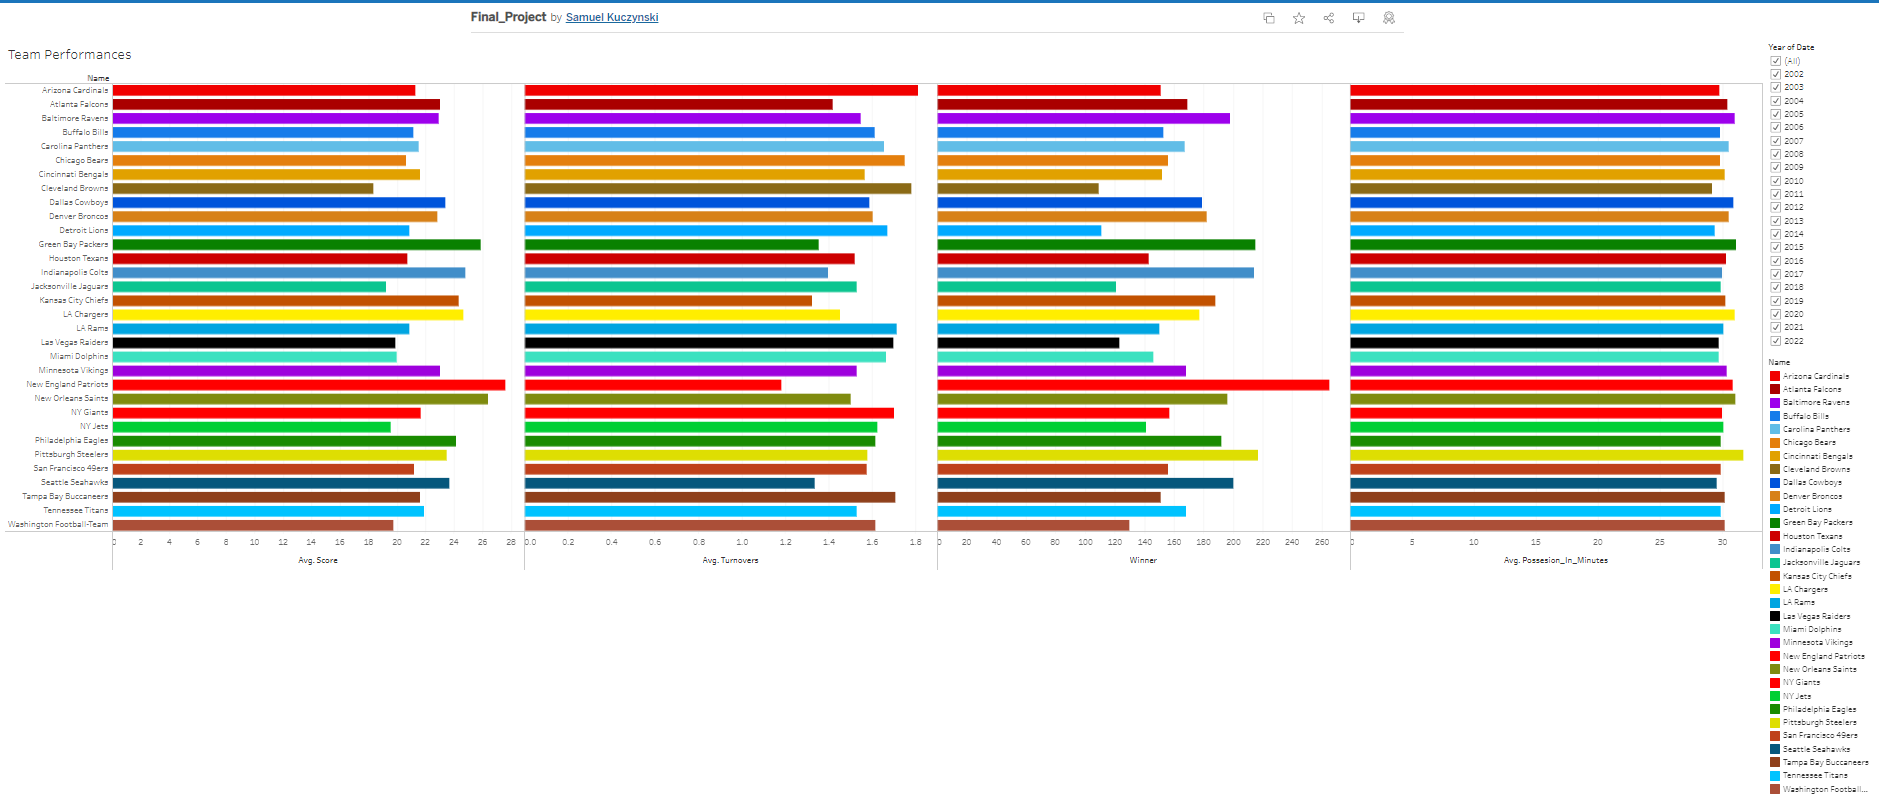 Final_Project by Samuel Kuczynski
Team Performances
Name
Arizona Cardinals
Atlanta Falcons
Baltimore Ravens
Buffalo Bills
Carolina Panthers
Chicago Bears
Cincinnati Bengals
Cleveland Browns
Dallas Cowboys
Denver Broncos
Detroit Lions
Green Bay Packers
Houston Texans
Indianapolis Colts
Jacksonville Jaguars
Kansas City Chiefs
LA Chargers
LA Rams
Las Vegas Raiders
Miami Dolphins
Minnesota Vikings
New England Patriots
New Orleans Saints
NY Giants
NY Jets
Philadelphia Eagles
Pittsburgh Steelers
San Francisco 49ers
Seattle Seahawks
Tampa Bay Buccaneers
Tennessee Titans
Washington Football-Team
0 2 4 6 8 10 12 14 16 18 20 22 24 26 28
Avg. Score
0.0 0.2 0.4 0.6 0.8 1.0 1.2 1.4 1.6 1.8
Avg. Turnovers
0 20 40 60 80 100 120 140 160 180 200 220 240 260
Winner
0 5 10 15 20 25 30
Avg. Possesion_In_Minutes
Year of Date
(All)
2002
2003
2004
2005
2006
2007
2008
2009
2010
2011
2012
2013
2014
2015
2016
2017
2018
2019
2020
2021
2022
Name
Arizona Cardinals
Atlanta Falcons
Baltimore Ravens
Buffalo Bills
Carolina Panthers
Chicago Bears
Cincinnati Bengals
Cleveland Browns
Dallas Cowboys
Denver Broncos
Detroit Lions
Green Bay Packers
Houston Texans
Indianapolis Colts
Jacksonville Jaguars
Kansas City Chiefs
LA Chargers
LA Rams
Las Vegas Raiders
Miami Dolphins
Minnesota Vikings
New England Patriots
New Orleans Saints
NY Giants
NY Jets
Philadelphia Eagles
Pittsburgh Steelers
San Francisco 49ers
Seattle Seahawks
Tampa Bay Buccaneers
Tennessee Titans
Washington Football...